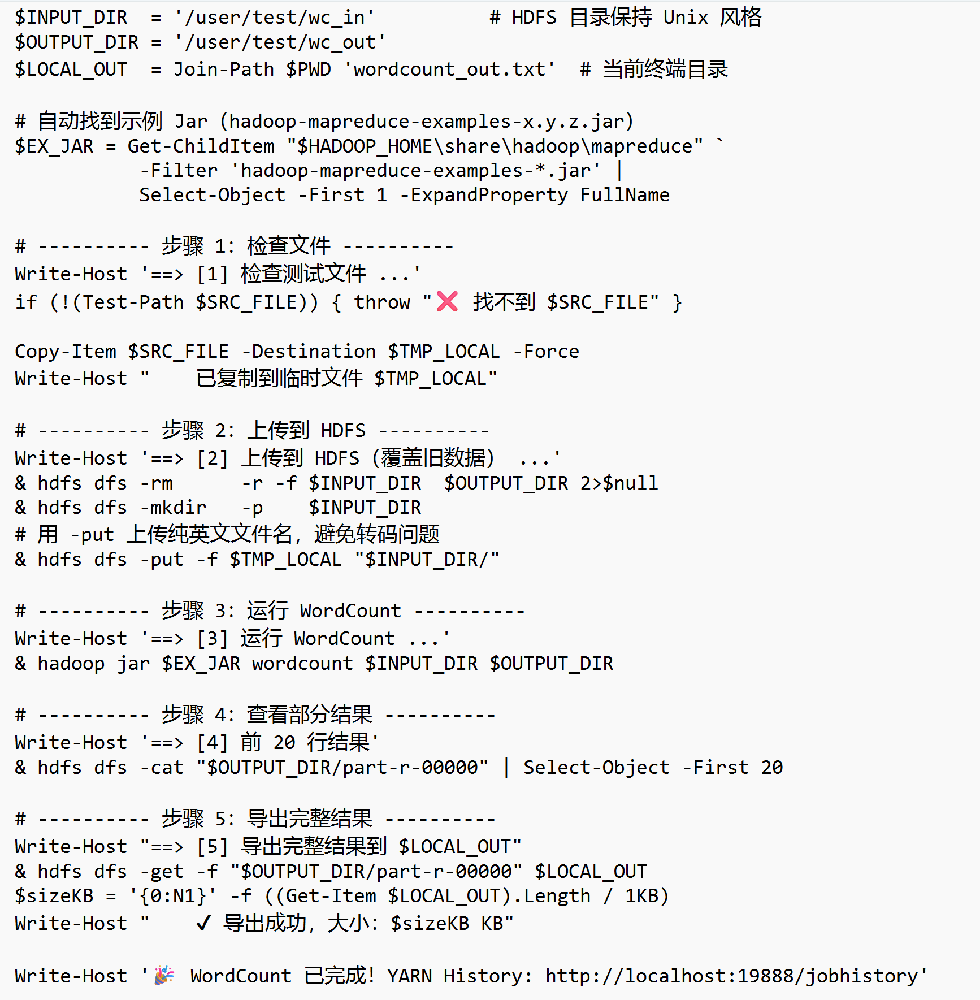 $INPUT_DIR  = '/user/test/wc_in'          # HDFS 目录保持 Unix 风格
$OUTPUT_DIR = '/user/test/wc_out'
$LOCAL_OUT  = Join-Path $PWD 'wordcount_out.txt'  # 当前终端目录

# 自动找到示例 Jar（hadoop-mapreduce-examples-x.y.z.jar）
$EX_JAR = Get-ChildItem "$HADOOP_HOME\share\hadoop\mapreduce" `
           -Filter 'hadoop-mapreduce-examples-*.jar' |
           Select-Object -First 1 -ExpandProperty FullName

# ---------- 步骤 1：检查文件 ----------
Write-Host '==> [1] 检查测试文件 ...'
if (!(Test-Path $SRC_FILE)) { throw "❌ 找不到 $SRC_FILE" }

Copy-Item $SRC_FILE -Destination $TMP_LOCAL -Force
Write-Host "    已复制到临时文件 $TMP_LOCAL"

# ---------- 步骤 2：上传到 HDFS ----------
Write-Host '==> [2] 上传到 HDFS（覆盖旧数据） ...'
& hdfs dfs -rm      -r -f $INPUT_DIR  $OUTPUT_DIR 2>$null
& hdfs dfs -mkdir   -p    $INPUT_DIR
# 用 -put 上传纯英文文件名，避免转码问题
& hdfs dfs -put -f $TMP_LOCAL "$INPUT_DIR/"

# ---------- 步骤 3：运行 WordCount ----------
Write-Host '==> [3] 运行 WordCount ...'
& hadoop jar $EX_JAR wordcount $INPUT_DIR $OUTPUT_DIR

# ---------- 步骤 4：查看部分结果 ----------
Write-Host '==> [4] 前 20 行结果'
& hdfs dfs -cat "$OUTPUT_DIR/part-r-00000" | Select-Object -First 20

# ---------- 步骤 5：导出完整结果 ----------
Write-Host "==> [5] 导出完整结果到 $LOCAL_OUT"
& hdfs dfs -get -f "$OUTPUT_DIR/part-r-00000" $LOCAL_OUT
$sizeKB = '{0:N1}' -f ((Get-Item $LOCAL_OUT).Length / 1KB)
Write-Host "    ✔ 导出成功，大小：$sizeKB KB"

Write-Host '🎉 WordCount 已完成！YARN History: http://localhost:19888/jobhistory'